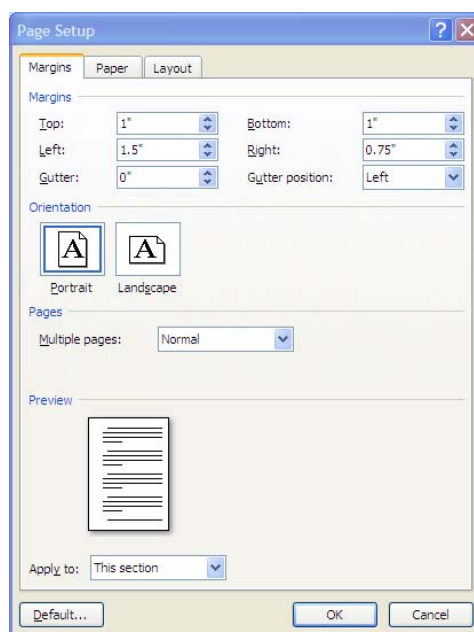 Page Setup
Margins Paper Layout
Margins
Top: 1" Bottom: 1"
Left: 1.5" Right: 0.75"
Gutter: 0" Gutter position: Left
Orientation
A A
Portrait Landscape
Pages
Multiple pages: Normal
Preview
Apply to: This section
Default... OK Cancel